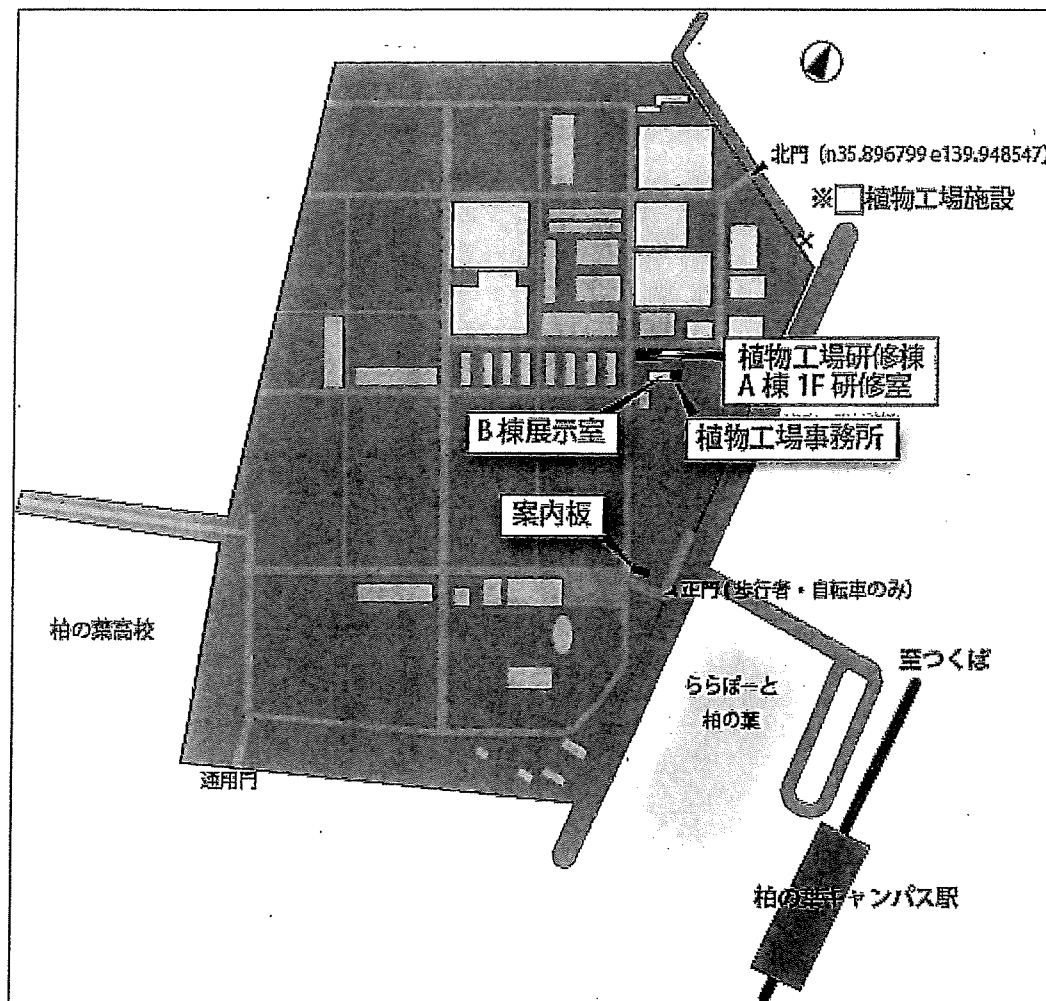 北門 (n35.896799 e139.948547)
※□植物工場施設
植物工場研修棟
A棟 1F 研修室
B棟展示室
植物工場事務所
案内板
正門(歩行者・自転車のみ)
柏の葉高校
至つくば
ららぽーと
柏の葉
通用門
柏の葉キャンパス駅